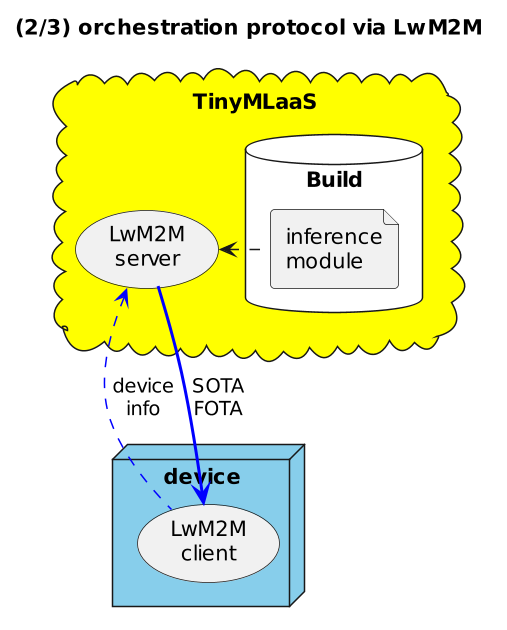 (2/3) orchestration protocol via LwM2M
TinyMLaaS
Build
inference
module
LwM2M
server
device
info
SOTA
FOTA
device
LwM2M
client